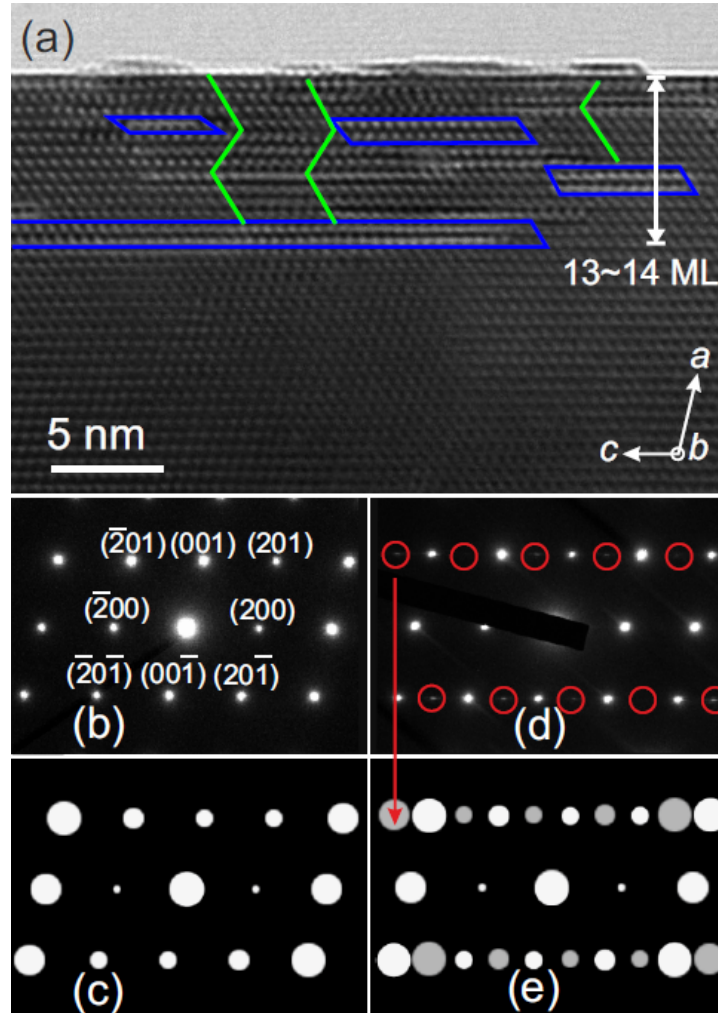 (a)
13~14 ML
a
5 nm
c b
(2̅01) (001) (201)
(2̅00) (200)
(2̅01̅) (001̅) (201̅)
(b) (d)
(c) (e)